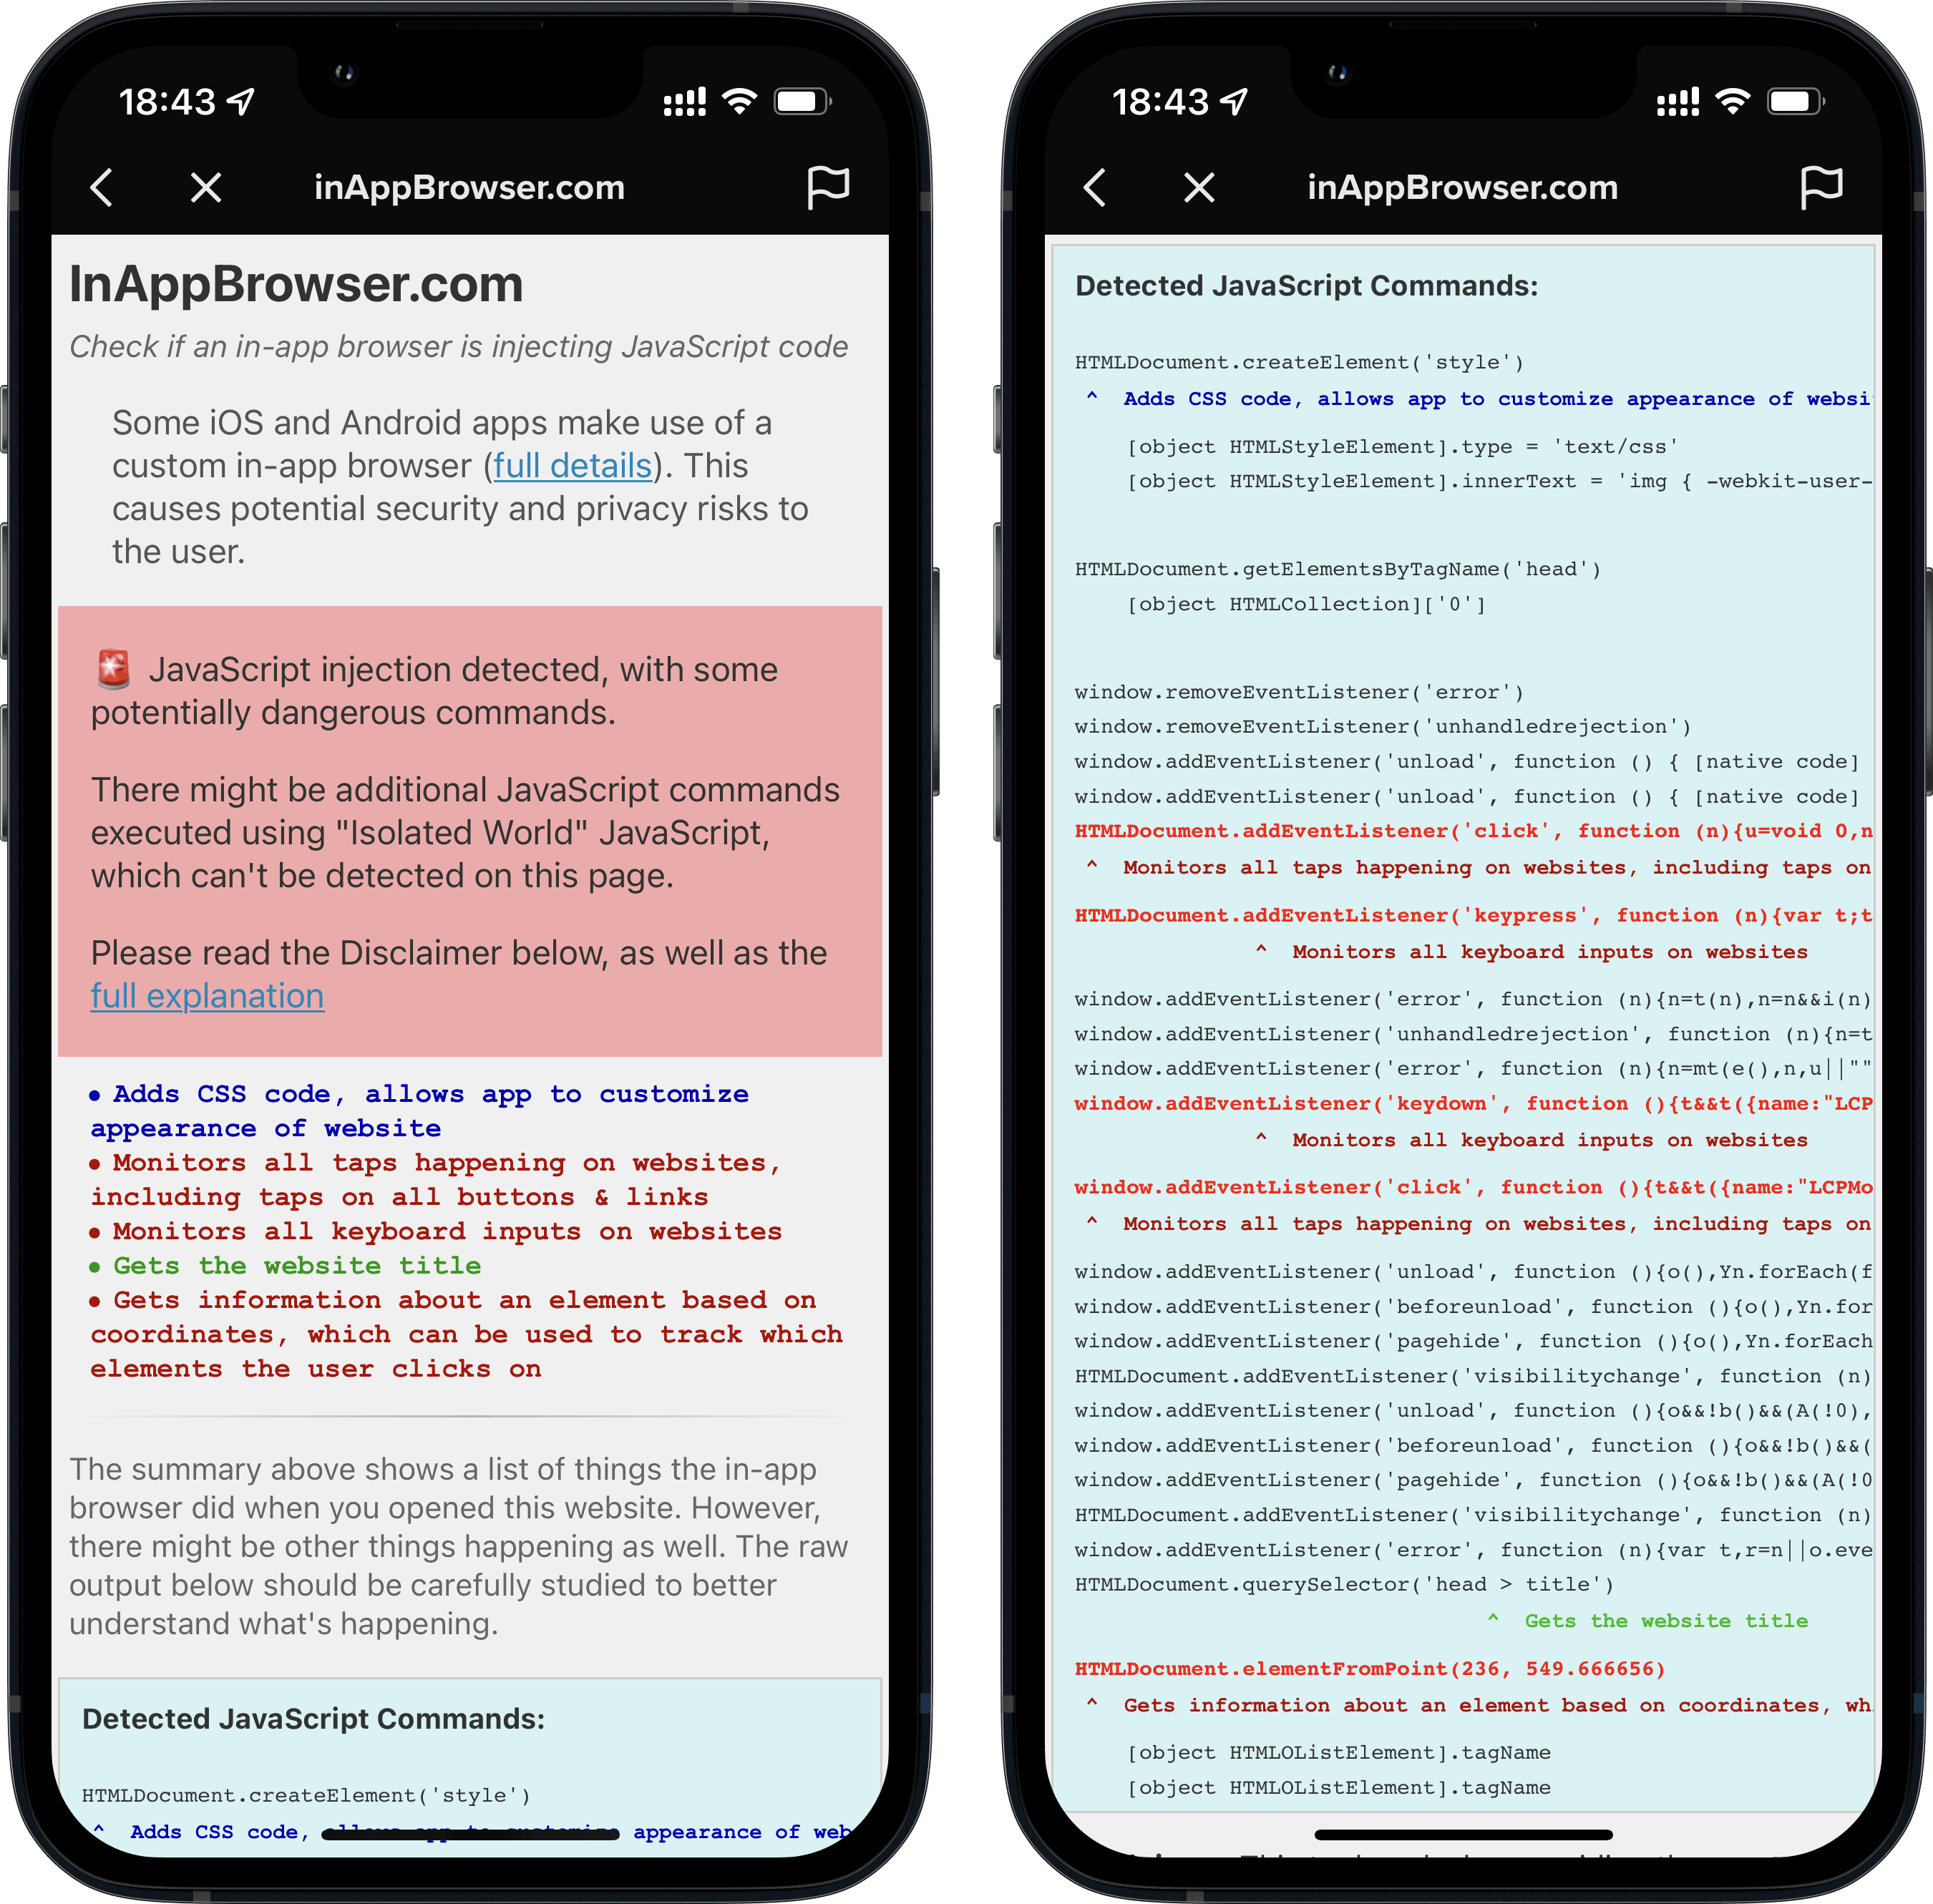 18:43
inAppBrowser.com
InAppBrowser.com
Check if an in-app browser is injecting JavaScript code
Some iOS and Android apps make use of a
custom in-app browser (full details). This
causes potential security and privacy risks to
the user.
🚨 JavaScript injection detected, with some
potentially dangerous commands.
There might be additional JavaScript commands
executed using "Isolated World" JavaScript,
which can't be detected on this page.
Please read the Disclaimer below, as well as the
full explanation
• Adds CSS code, allows app to customize
appearance of website
• Monitors all taps happening on websites,
including taps on all buttons & links
• Monitors all keyboard inputs on websites
• Gets the website title
• Gets information about an element based on
coordinates, which can be used to track which
elements the user clicks on
The summary above shows a list of things the in-app
browser did when you opened this website. However,
there might be other things happening as well. The raw
output below should be carefully studied to better
understand what's happening.
Detected JavaScript Commands:
HTMLDocument.createElement('style')
^ Adds CSS code, allows app to customize appearance of web
18:43
inAppBrowser.com
Detected JavaScript Commands:
HTMLDocument.createElement('style')
^ Adds CSS code, allows app to customize appearance of websi
[object HTMLStyleElement].type = 'text/css'
[object HTMLStyleElement].innerText = 'img { -webkit-user-
HTMLDocument.getElementsByTagName('head')
[object HTMLCollection]['0']
window.removeEventListener('error')
window.removeEventListener('unhandledrejection')
window.addEventListener('unload', function () { [native code]
window.addEventListener('unload', function () { [native code]
HTMLDocument.addEventListener('click', function (n){u=void 0,n
^ Monitors all taps happening on websites, including taps on
HTMLDocument.addEventListener('keypress', function (n){var t;t
^ Monitors all keyboard inputs on websites
window.addEventListener('error', function (n){n=t(n),n=n&&i(n)
window.addEventListener('unhandledrejection', function (n){n=t
window.addEventListener('error', function (n){n=mt(e(),n,u||""
window.addEventListener('keydown', function (){t&&t({name:"LCP
^ Monitors all keyboard inputs on websites
window.addEventListener('click', function (){t&&t({name:"LCPMo
^ Monitors all taps happening on websites, including taps on
window.addEventListener('unload', function (){o(),Yn.forEach(f
window.addEventListener('beforeunload', function (){o(),Yn.for
window.addEventListener('pagehide', function (){o(),Yn.forEach
HTMLDocument.addEventListener('visibilitychange', function (n)
window.addEventListener('unload', function (){o&&!b()&&(A(!0),
window.addEventListener('beforeunload', function (){o&&!b()&&(
window.addEventListener('pagehide', function (){o&&!b()&&(A(!0
HTMLDocument.addEventListener('visibilitychange', function (n)
window.addEventListener('error', function (n){var t,r=n||o.eve
HTMLDocument.querySelector('head > title')
^ Gets the website title
HTMLDocument.elementFromPoint(236, 549.666656)
^ Gets information about an element based on coordinates, wh
[object HTMLOListElement].tagName
[object HTMLOListElement].tagName